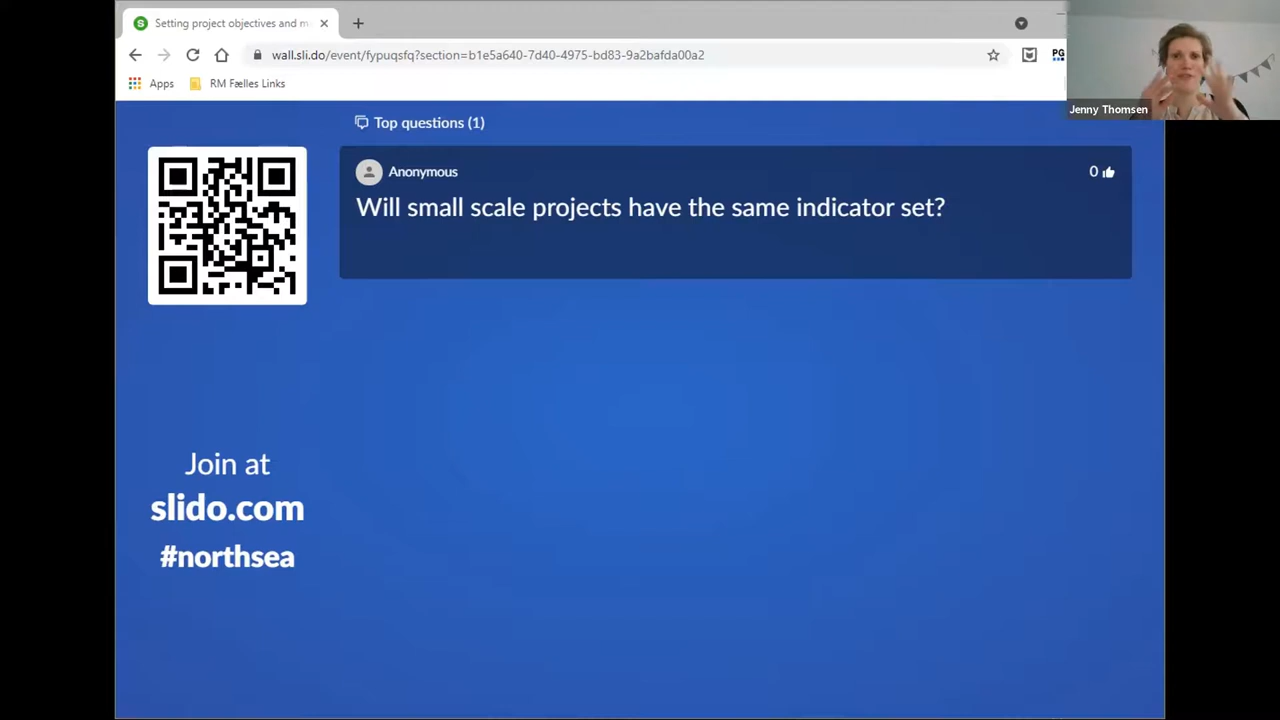 Setting project objectives and m
wall.sli.do/event/fypuqsfq?section=b1e5a640-7d40-4975-bd83-9a2bafda00a2
PG
Apps
RM Fælles Links
Jenny Thomsen
Top questions (1)
Anonymous
0
Will small scale projects have the same indicator set?
Join at
slido.com
#northsea